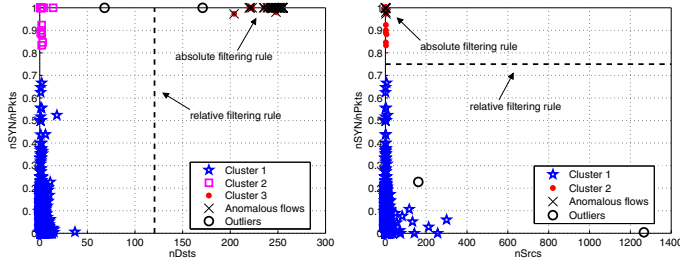 1
0.9
0.8
0.7
0.6
0.5
0.4
0.3
0.2
0.1
0
nSYN/nPkts
absolute filtering rule
relative filtering rule
Cluster 1
Cluster 2
Cluster 3
Anomalous flows
Outliers
0 50 100 150 200 250 300
nDsts
1
0.9
0.8
0.7
0.6
0.5
0.4
0.3
0.2
0.1
0
nSYN/nPkts
absolute filtering rule
relative filtering rule
Cluster 1
Cluster 2
Anomalous flows
Outliers
0 200 400 600 800 1000 1200 1400
nSrcs